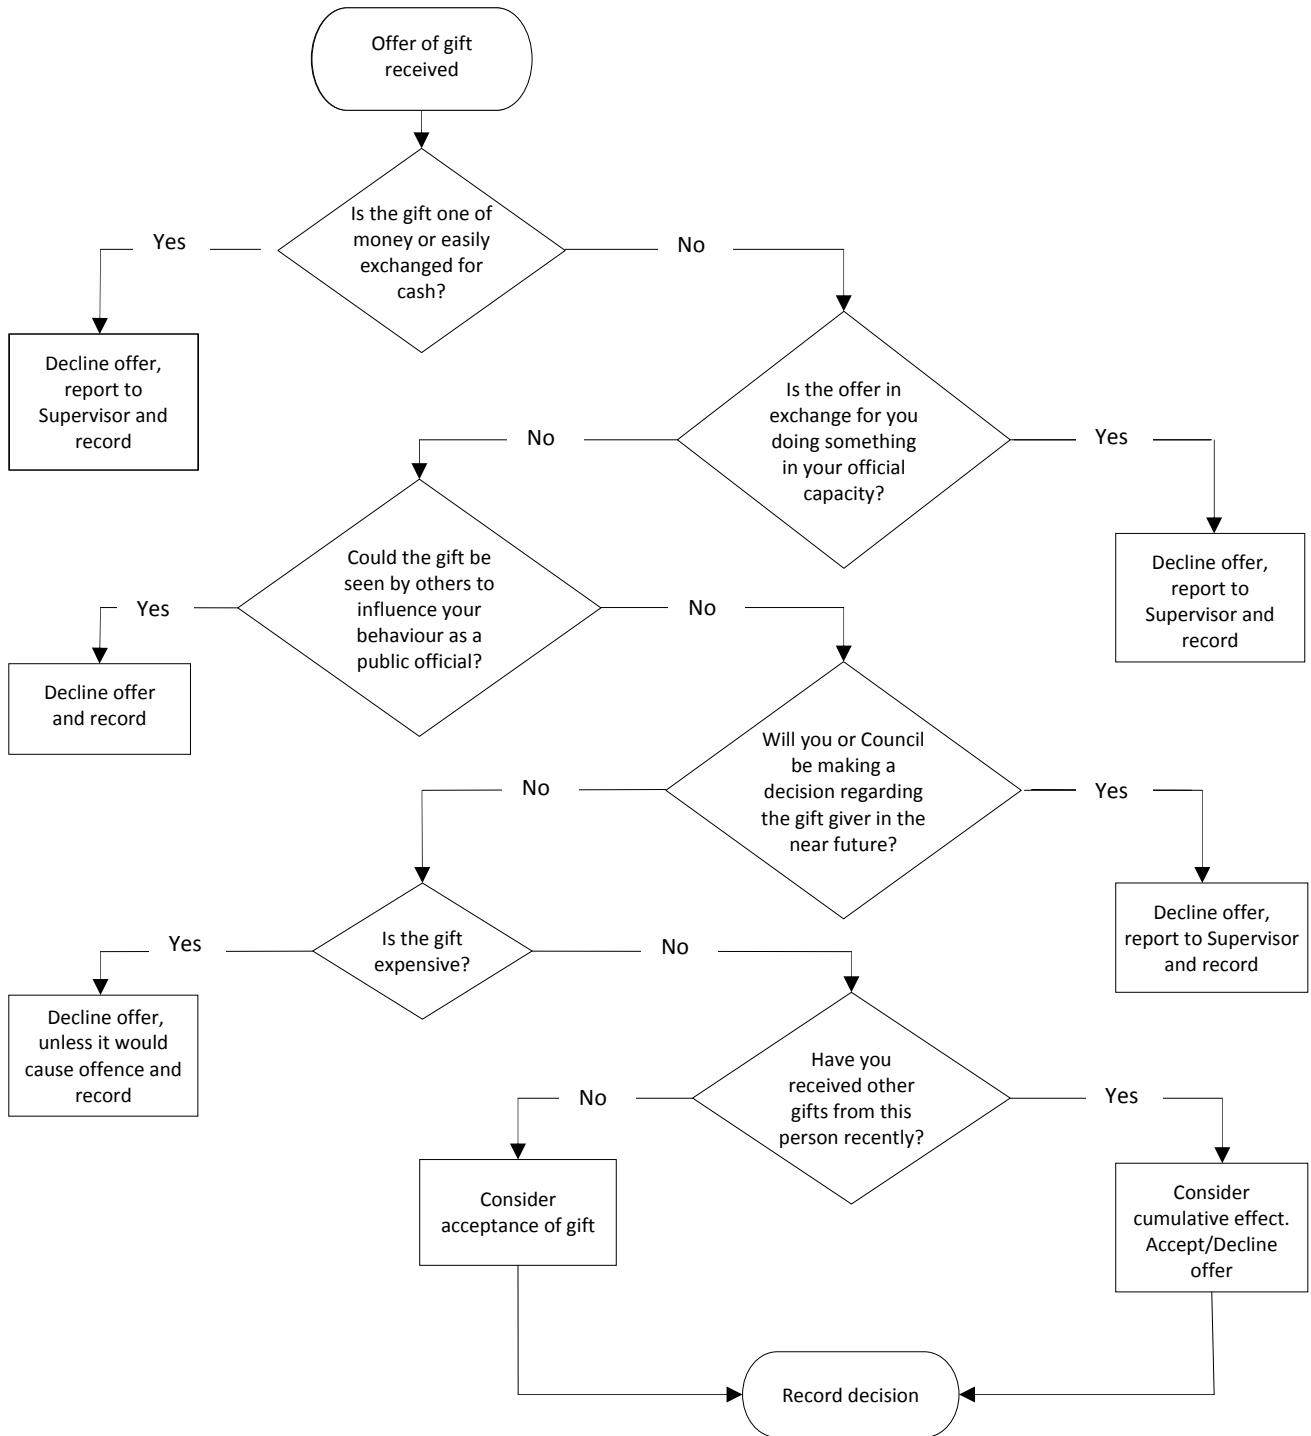 Offer of gift
received
Is the gift one of
money or easily
exchanged for
cash?
Yes
No
Decline offer,
report to
Supervisor and
record
Is the offer in
exchange for you
doing something
in your official
capacity?
No
Yes
Decline offer,
report to
Supervisor and
record
Could the gift be
seen by others to
influence your
behaviour as a
public official?
Yes
No
Decline offer
and record
Will you or Council
be making a
decision regarding
the gift giver in the
near future?
No
Yes
Decline offer,
report to Supervisor
and record
Is the gift
expensive?
Yes
No
Decline offer,
unless it would
cause offence and
record
Have you
received other
gifts from this
person recently?
No
Yes
Consider
acceptance of gift
Consider
cumulative effect.
Accept/Decline
offer
Record decision